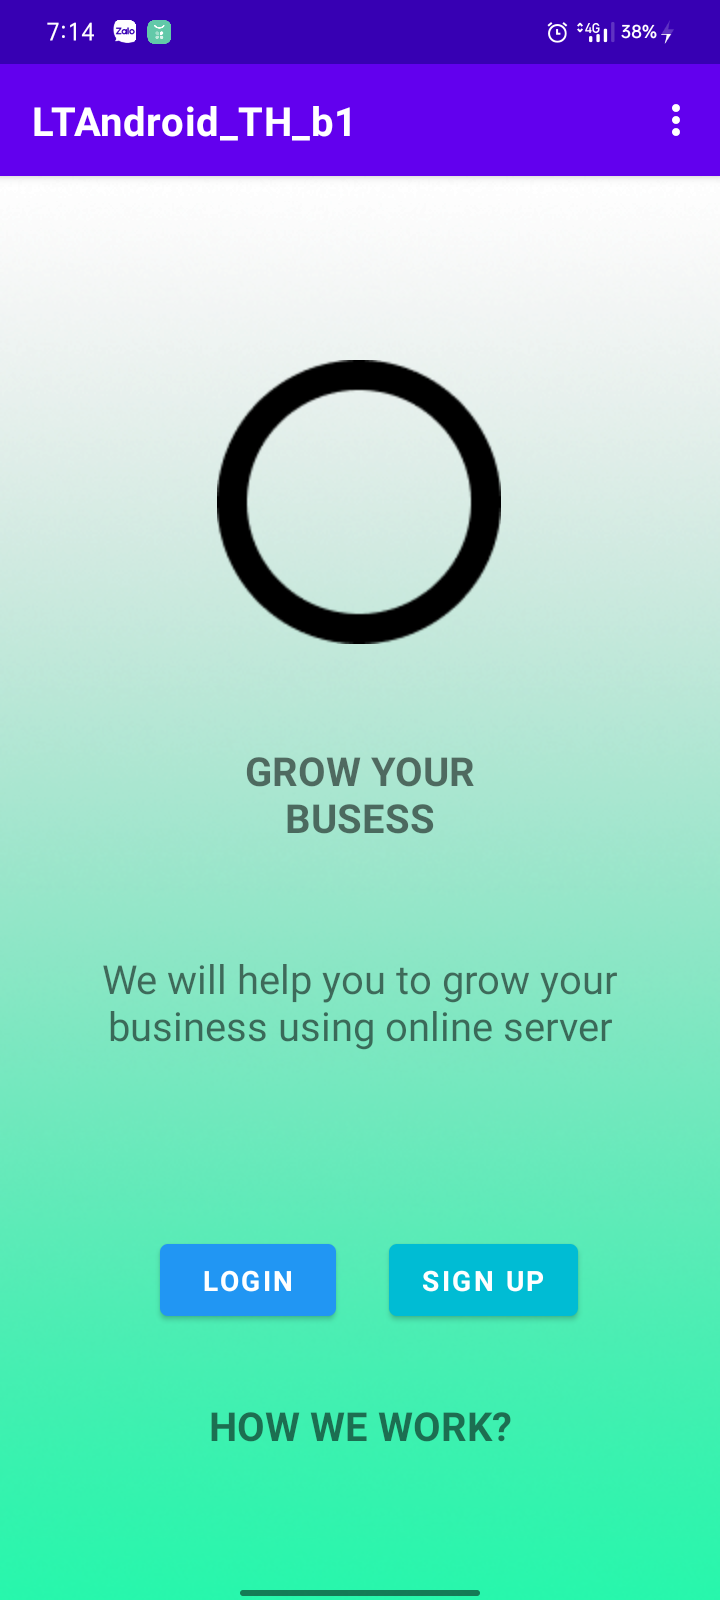 7:14 Zalo 4G 38%
LTAndroid_TH_b1
GROW YOUR
BUSESS
We will help you to grow your
business using online server
LOGIN SIGN UP
HOW WE WORK?